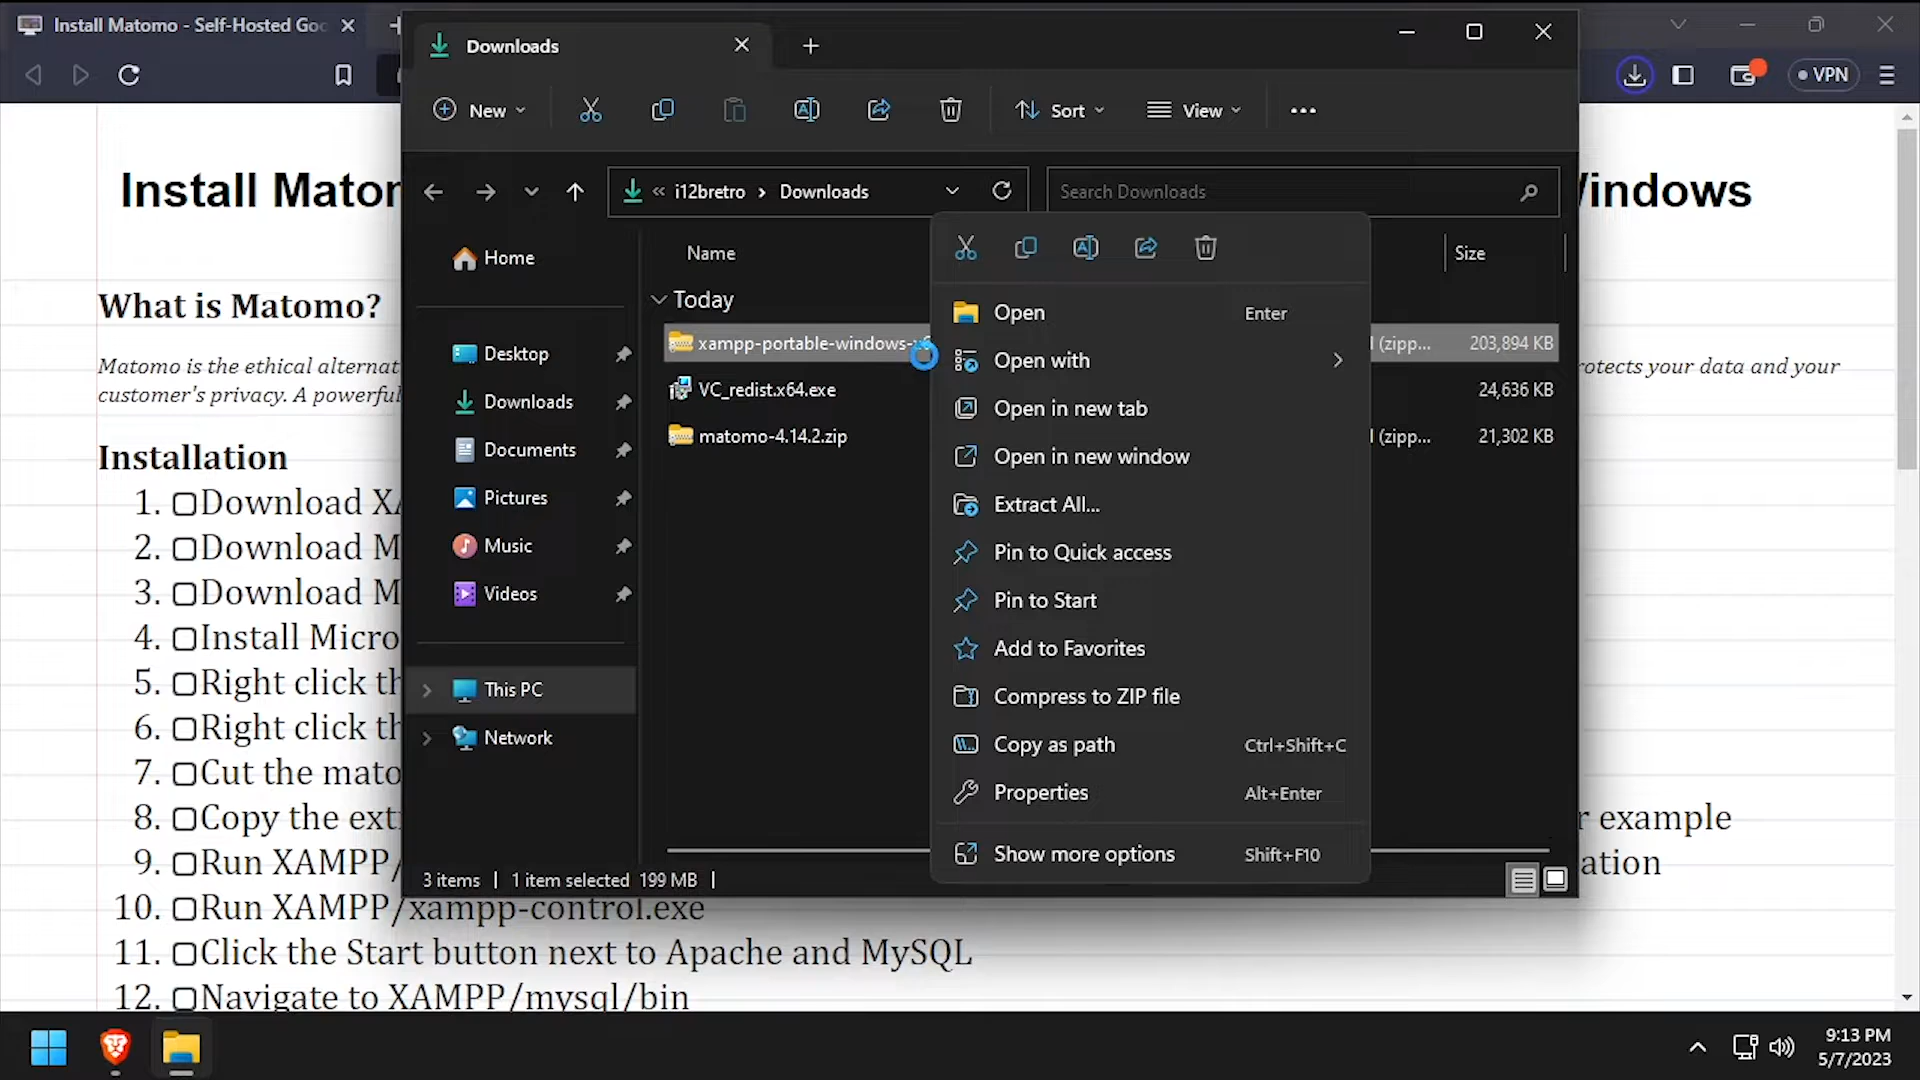 Install Matomo - Self-Hosted Goo
VPN
Downloads
New
Sort
View
i12bretro > Downloads
Search Downloads
Install Mator
Windows
Name
Size
Home
Today
Desktop
Downloads
Documents
Pictures
Music
Videos
This PC
Network
xampp-portable-windows-x6
l (zipp...
203,894 KB
VC_redist.x64.exe
24,636 KB
matomo-4.14.2.zip
l (zipp...
21,302 KB
Open Enter
Open with
Open in new tab
Open in new window
Extract All...
Pin to Quick access
Pin to Start
Add to Favorites
Compress to ZIP file
Copy as path Ctrl+Shift+C
Properties Alt+Enter
Show more options Shift+F10
3 items 1 item selected 199 MB
What is Matomo?
Matomo is the ethical alternat
rotects your data and your
customer's privacy. A powerful
Installation
1. Download XA
2. Download M
3. Download M
4. Install Micro
5. Right click th
6. Right click th
7. Cut the mato
8. Copy the extr
r example
9. Run XAMPP/
ation
10. Run XAMPP/xampp-control.exe
11. Click the Start button next to Apache and MySQL
12. Navigate to XAMPP/mysql/bin
9:13 PM
5/7/2023